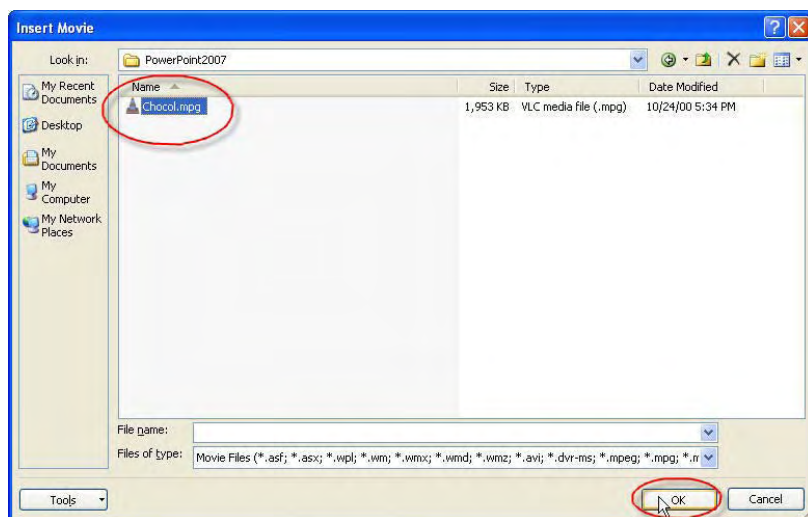 Insert Movie
Look in:
PowerPoint2007
My Recent
Documents
Desktop
My
Documents
My
Computer
My Network
Places
Name Size Type Date Modified
Chocol.mpg 1,953 KB VLC media file (.mpg) 10/24/00 5:34 PM
File name:
Files of type: Movie Files (*.asf; *.asx; *.wpl; *.wm; *.wmx; *.wmd; *.wmz; *.avi; *.dvr-ms; *.mpeg; *.mpg;
Tools OK Cancel